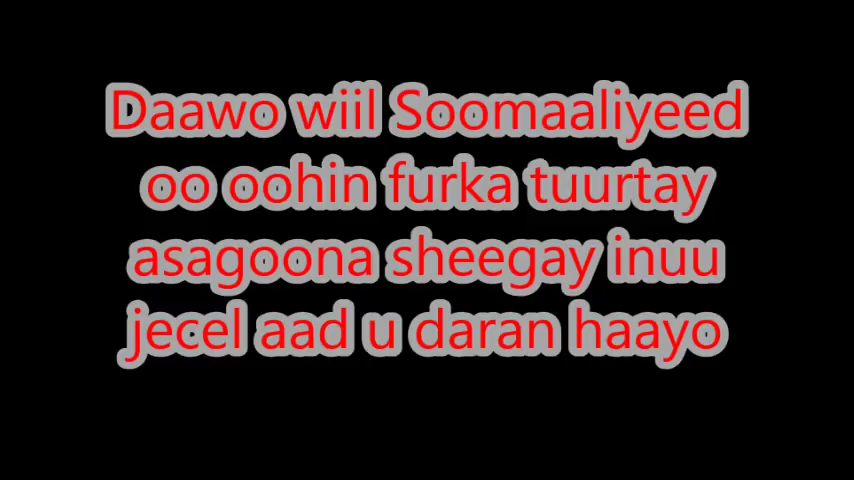 Daawo wiil Soomaaliyeed
oo oohin furka tuurtay
asagoona sheegay inuu
jecel aad u daran haayo